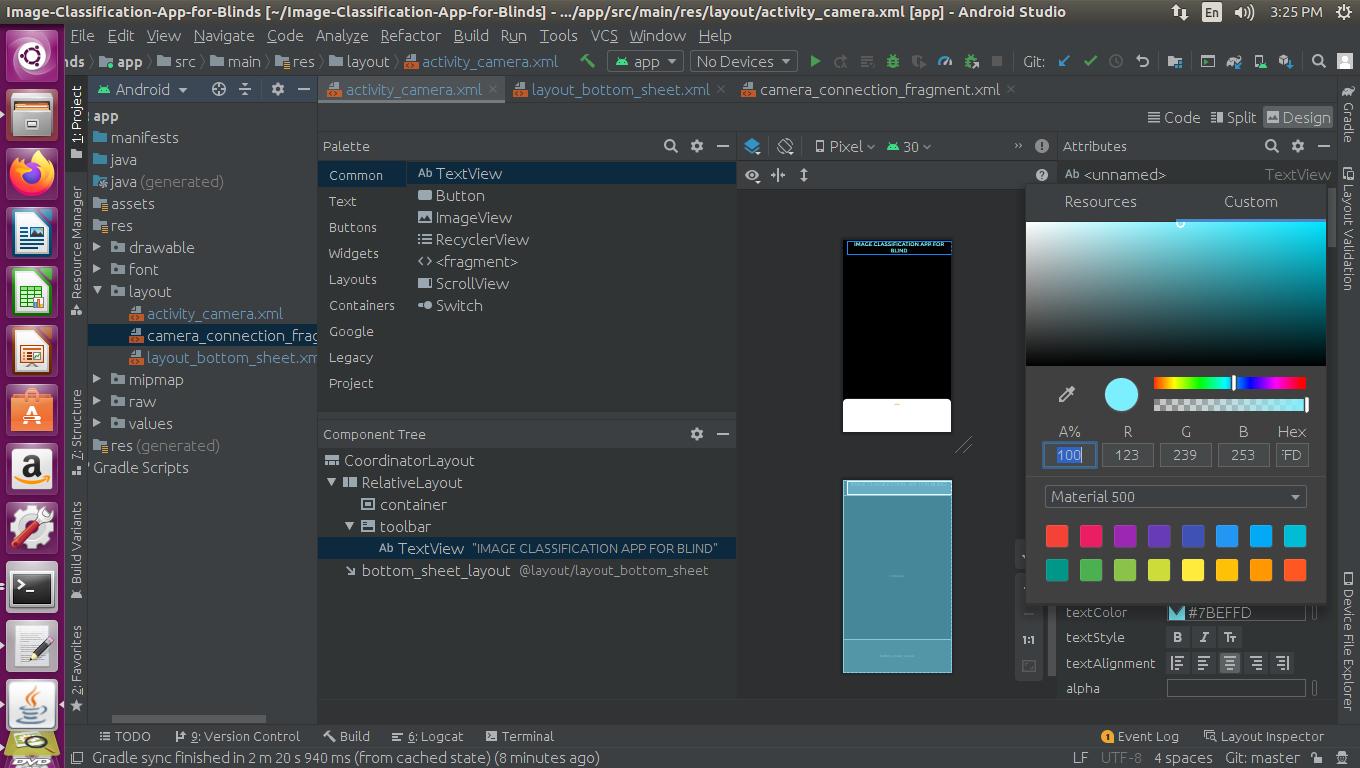 Image-Classification-App-for-Blinds [~/Image-Classification-App-for-Blinds] - .../app/src/main/res/layout/activity_camera.xml [app] - Android Studio
En
3:25 PM
File Edit View Navigate Code Analyze Refactor Build Run Tools VCS Window Help
nds app src main res layout activity_camera.xml
app
No Devices
Git:
Android
activity_camera.xml
layout_bottom_sheet.xml
camera_connection_fragment.xml
1: Project
Resource Manager
7: Structure
Build Variants
2: Favorites
app
manifests
java
java (generated)
assets
res
drawable
font
layout
activity_camera.xml
camera_connection_frag
layout_bottom_sheet.xm
mipmap
raw
values
res (generated)
Gradle Scripts
Code
Split
Design
Palette
Common
Text
Buttons
Widgets
Layouts
Containers
Google
Legacy
Project
Ab TextView
Button
ImageView
RecyclerView
<> <fragment>
ScrollView
Switch
Component Tree
CoordinatorLayout
RelativeLayout
container
toolbar
Ab TextView "IMAGE CLASSIFICATION APP FOR BLIND"
bottom_sheet_layout @layout/layout_bottom_sheet
Pixel
30
IMAGE CLASSIFICATION APP FOR
BLIND
1:1
Attributes
Ab <unnamed> TextView
Resources
Custom
A% R G B Hex
100 123 239 253 FD
Material 500
textColor #7BEFFD
textStyle B I Tт
textAlignment
alpha
Gradle
Layout Validation
Device File Explorer
TODO
9: Version Control
Build
6: Logcat
Terminal
1 Event Log
Layout Inspector
Gradle sync finished in 2 m 20 s 940 ms (from cached state) (8 minutes ago)
LF UTF-8 4 spaces Git: master